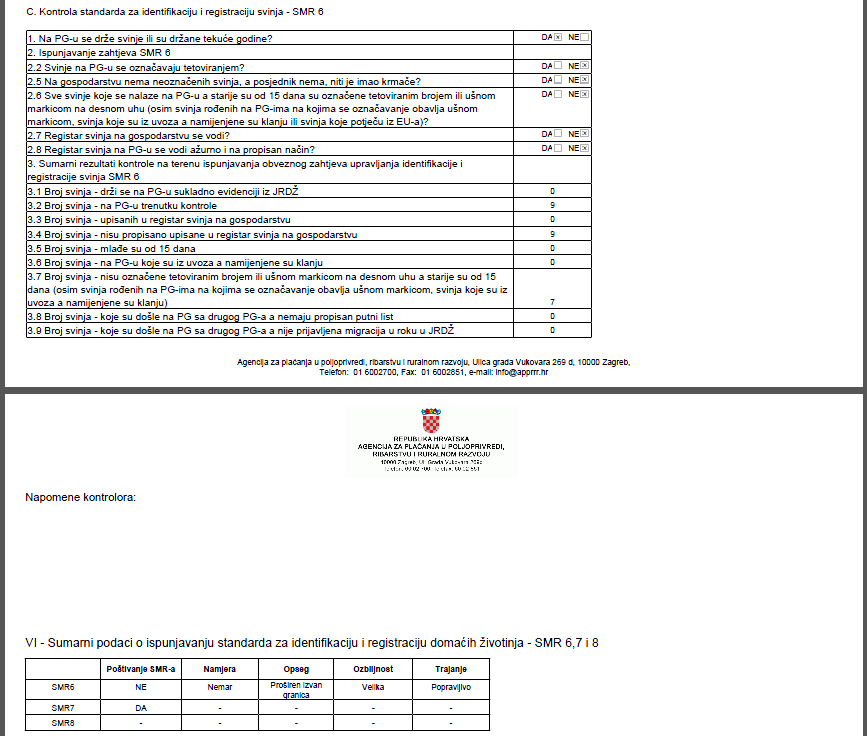 C. Kontrola standarda za identifikaciju i registraciju svinja - SMR 6
1. Na PG-u se drže svinje ili su držane tekuće godine? DA☒ NE☐
2. Ispunjavanje zahtjeva SMR 6
2.2 Svinje na PG-u se označavaju tetoviranjem? DA☐ NE☒
2.5 Na gospodarstvu nema neoznačenih svinja, a posjednik nema, niti je imao krmače? DA☐ NE☒
2.6 Sve svinje koje se nalaze na PG-u a starije su od 15 dana su označene tetoviranim brojem ili ušnom DA☐ NE☒
markicom na desnom uhu (osim svinja rođenih na PG-ima na kojima se označavanje obavlja ušnom
markicom, svinja koje su iz uvoza a namijenjene su klanju ili svinja koje potječu iz EU-a)?
2.7 Registar svinja na gospodarstvu se vodi? DA☐ NE☒
2.8 Registar svinja na PG-u se vodi ažurno i na propisan način? DA☐ NE☒
3. Sumarni rezultati kontrole na terenu ispunjavanja obveznog zahtjeva upravljanja identifikacije i
registracije svinja SMR 6
3.1 Broj svinja - drži se na PG-u sukladno evidenciji iz JRDŽ 0
3.2 Broj svinja - na PG-u trenutku kontrole 9
3.3 Broj svinja - upisanih u registar svinja na gospodarstvu 0
3.4 Broj svinja - nisu propisano upisane u registar svinja na gospodarstvu 9
3.5 Broj svinja - mlađe su od 15 dana 0
3.6 Broj svinja - na PG-u koje su iz uvoza a namijenjene su klanju 0
3.7 Broj svinja - nisu označene tetoviranim brojem ili ušnom markicom na desnom uhu a starije su od 15
dana (osim svinja rođenih na PG-ima na kojima se označavanje obavlja ušnom markicom, svinja koje su iz
uvoza a namijenjene su klanju) 7
3.8 Broj svinja - koje su došle na PG sa drugog PG-a a nemaju propisan putni list 0
3.9 Broj svinja - koje su došle na PG sa drugog PG-a a nije prijavljena migracija u roku u JRDŽ 0
Agencija za plaćanja u poljoprivredi, ribarstvu i ruralnom razvoju, Ulica grada Vukovara 269 d, 10000 Zagreb,
Telefon: 01 6002700, Fax: 01 6002851, e-mail: info@apprrr.hr
REPUBLIKA HRVATSKA
AGENCIJA ZA PLAĆANJA U POLJOPRIVREDI,
RIBARSTVU I RURALNOM RAZVOJU
10000 Zagreb, Ul. Grada Vukovara 269d
Telefon: 60 02 700, Telefax: 60 02 851
Napomene kontrolora:
VI - Sumarni podaci o ispunjavanju standarda za identifikaciju i registraciju domaćih životinja - SMR 6,7 i 8
Poštivanje SMR-a Namjera Opseg Ozbiljnost Trajanje
SMR6 NE Nemar Proširen izvan granica Velika Popravljivo
SMR7 DA - - - -
SMR8 - - - - -